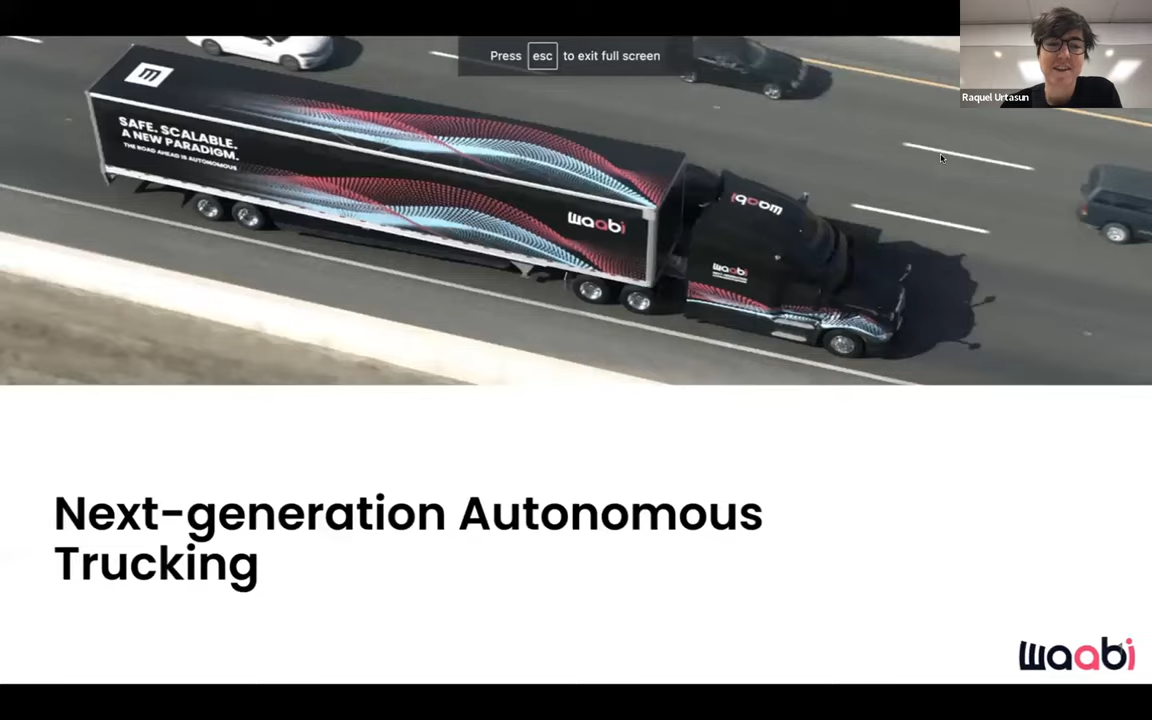 Press esc to exit full screen
Raquel Urtasun
SAFE. SCALABLE.
A NEW PARADIGM.
THE ROAD AHEAD IS AUTONOMOUS
waabi
waabi
waabi
Next-generation Autonomous
Trucking
waabi